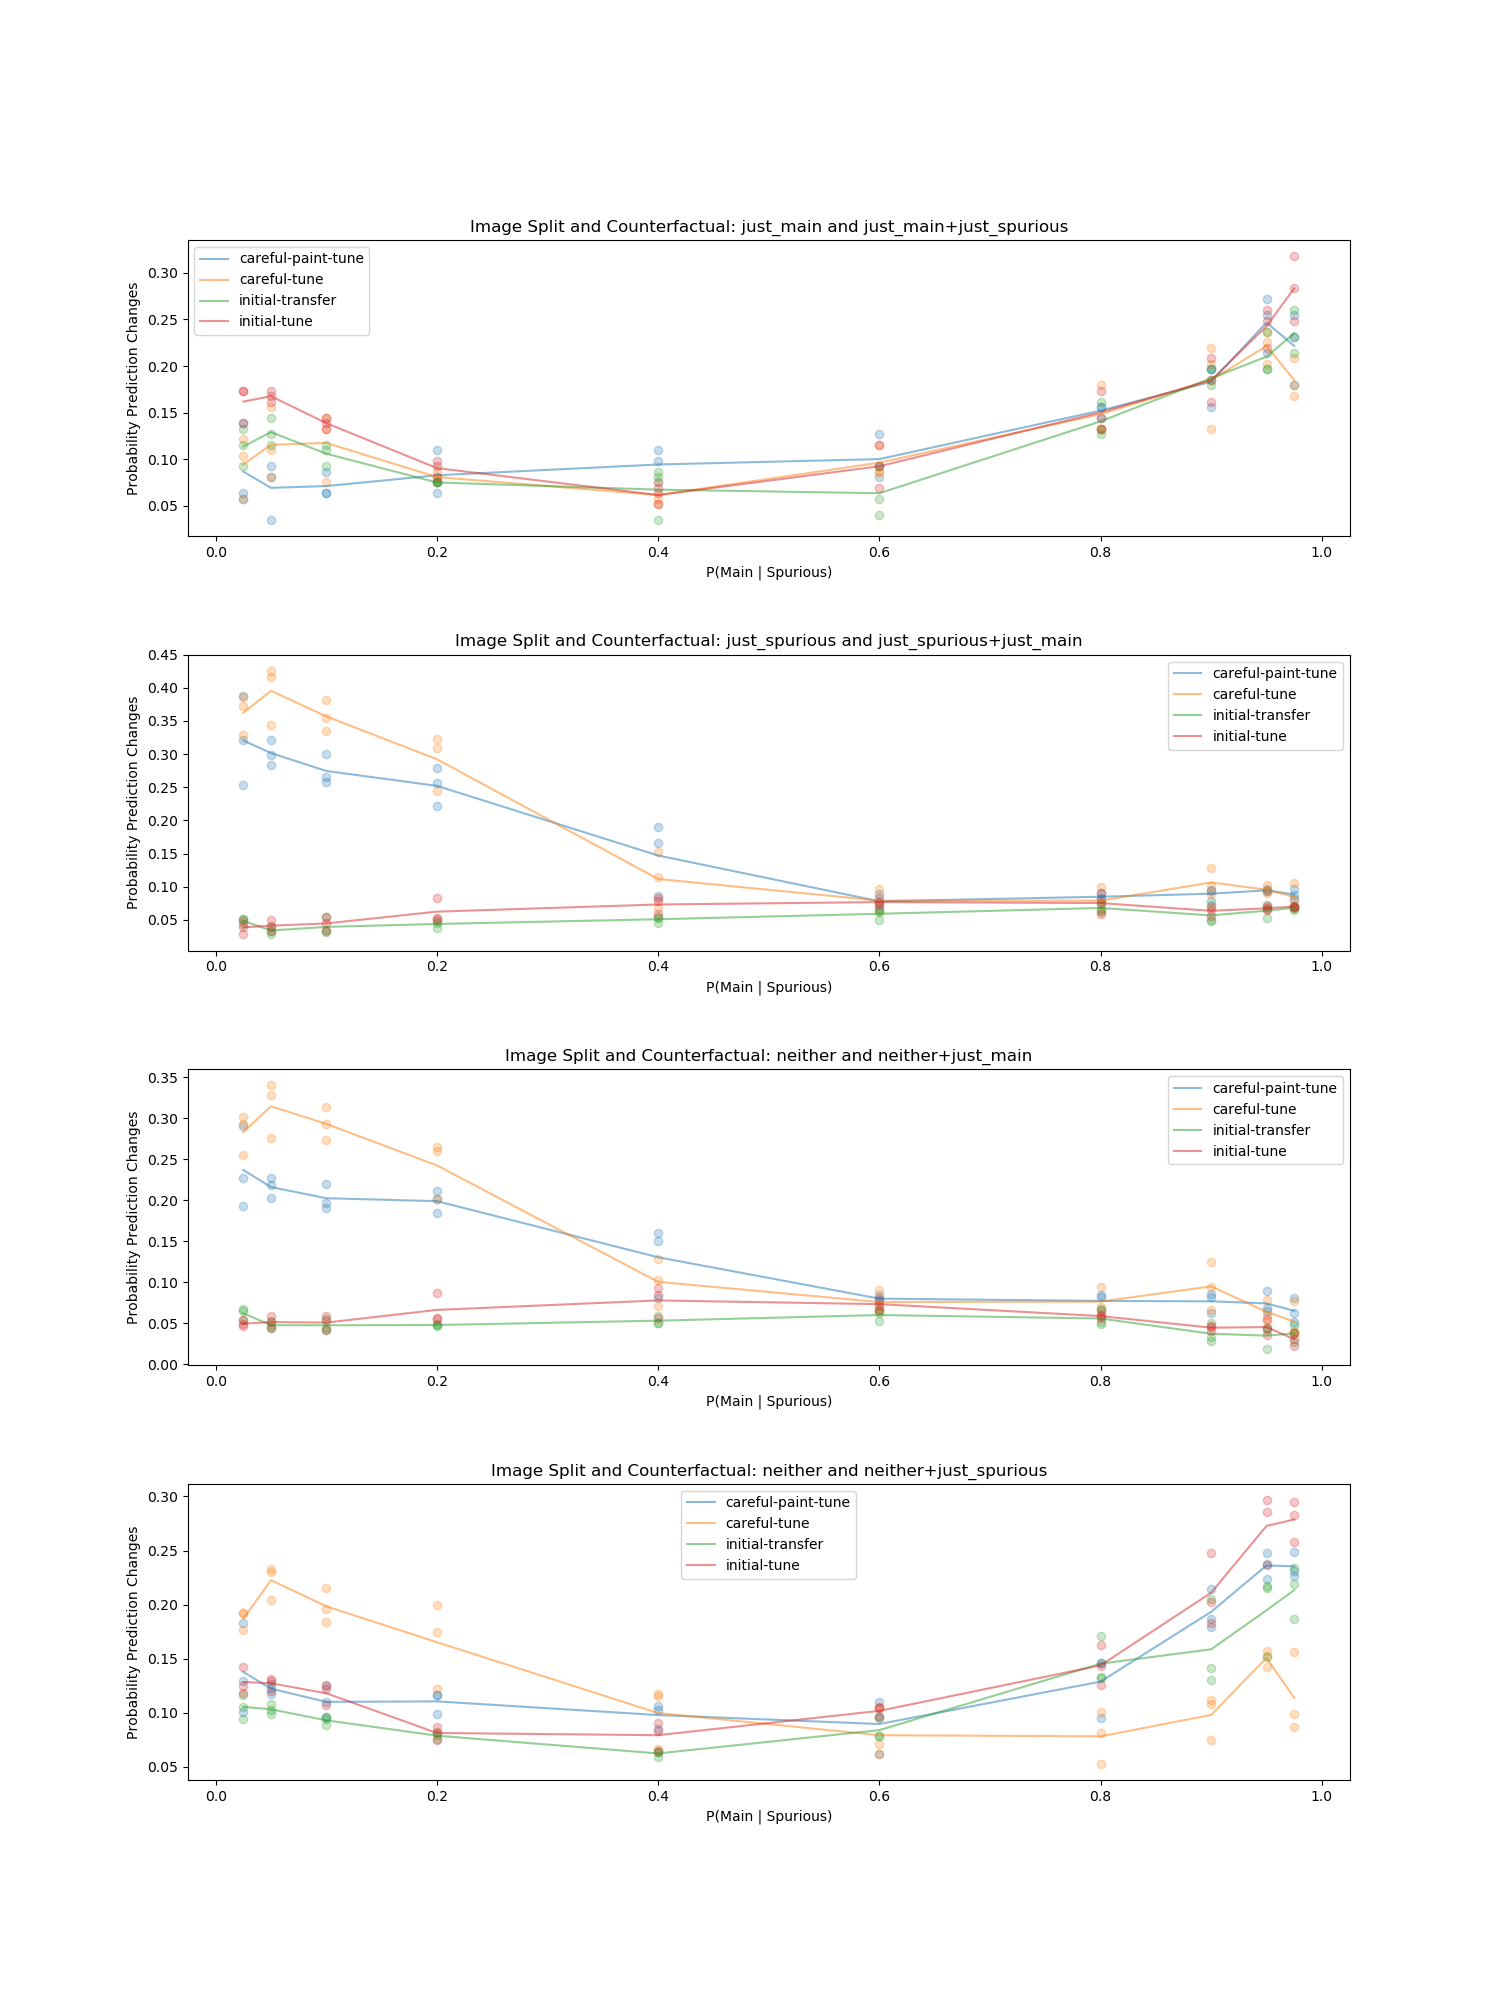 Image Split and Counterfactual: just_main and just_main+just_spurious
careful-paint-tune
careful-tune
initial-transfer
initial-tune
Probability Prediction Changes
0.30
0.25
0.20
0.15
0.10
0.05
0.0 0.2 0.4 0.6 0.8 1.0
P(Main | Spurious)
Image Split and Counterfactual: just_spurious and just_spurious+just_main
careful-paint-tune
careful-tune
initial-transfer
initial-tune
Probability Prediction Changes
0.45
0.40
0.35
0.30
0.25
0.20
0.15
0.10
0.05
0.0 0.2 0.4 0.6 0.8 1.0
P(Main | Spurious)
Image Split and Counterfactual: neither and neither+just_main
careful-paint-tune
careful-tune
initial-transfer
initial-tune
Probability Prediction Changes
0.35
0.30
0.25
0.20
0.15
0.10
0.05
0.00
0.0 0.2 0.4 0.6 0.8 1.0
P(Main | Spurious)
Image Split and Counterfactual: neither and neither+just_spurious
careful-paint-tune
careful-tune
initial-transfer
initial-tune
Probability Prediction Changes
0.30
0.25
0.20
0.15
0.10
0.05
0.0 0.2 0.4 0.6 0.8 1.0
P(Main | Spurious)